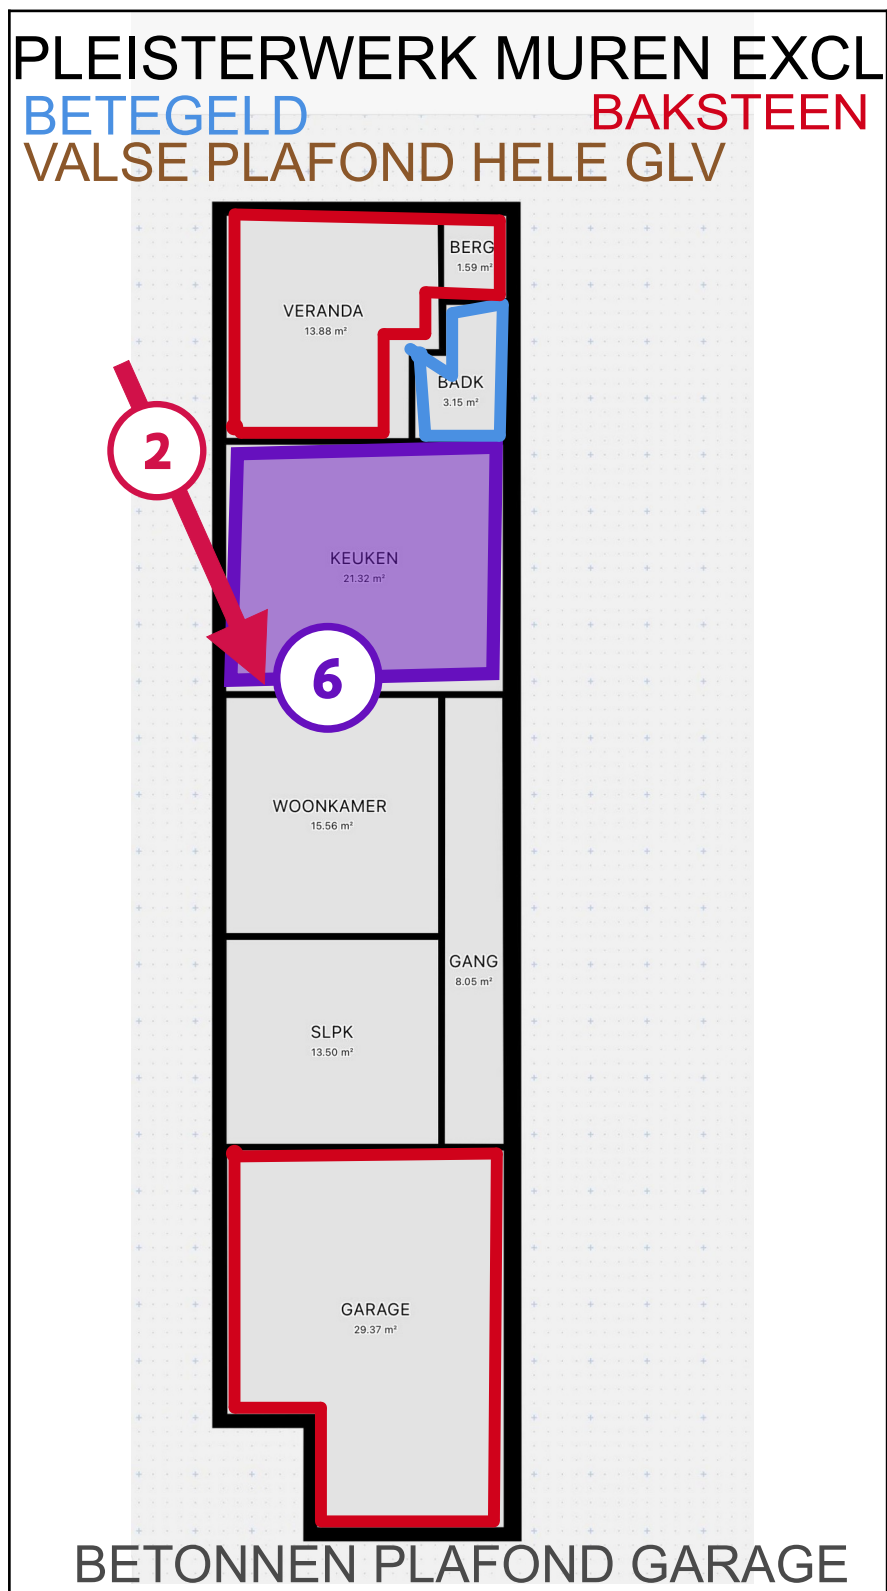 PLEISTERWERK MUREN EXCL
BETEGELD
BAKSTEEN
VALSE PLAFOND HELE GLV
BERG
1.59 m²
VERANDA
13.88 m²
BADK
3.15 m²
2
KEUKEN
21.32 m²
6
WOONKAMER
15.56 m²
GANG
8.05 m²
SLPK
13.50 m²
GARAGE
29.37 m²
BETONNEN PLAFOND GARAGE